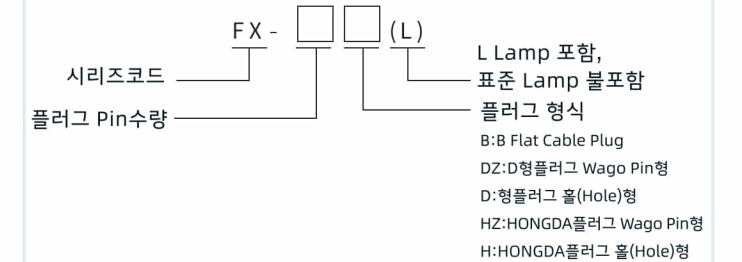 FX-□□(L)
시리즈코드
플러그 Pin수량
L Lamp 포함,
표준 Lamp 불포함
플러그 형식
B:B Flat Cable Plug
DZ:D형플러그 Wago Pin형
D:형플러그 홀(Hole)형
HZ:HONGDA플러그 Wago Pin형
H:HONGDA플러그 홀(Hole)형